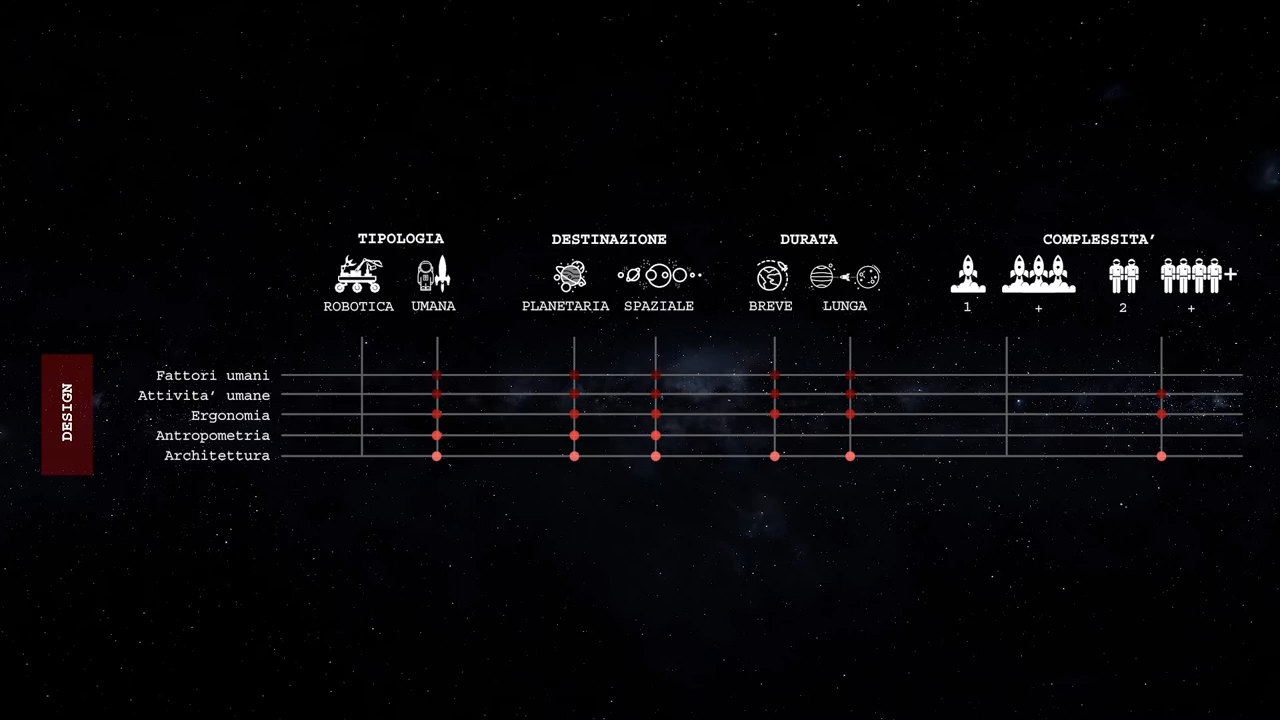 TIPOLOGIA DESTINAZIONE DURATA COMPLESSITA’
ROBOTICA UMANA PLANETARIA SPAZIALE BREVE LUNGA 1 + 2 +
DESIGN
Fattori umani
Attivita’ umane
Ergonomia
Antropometria
Architettura